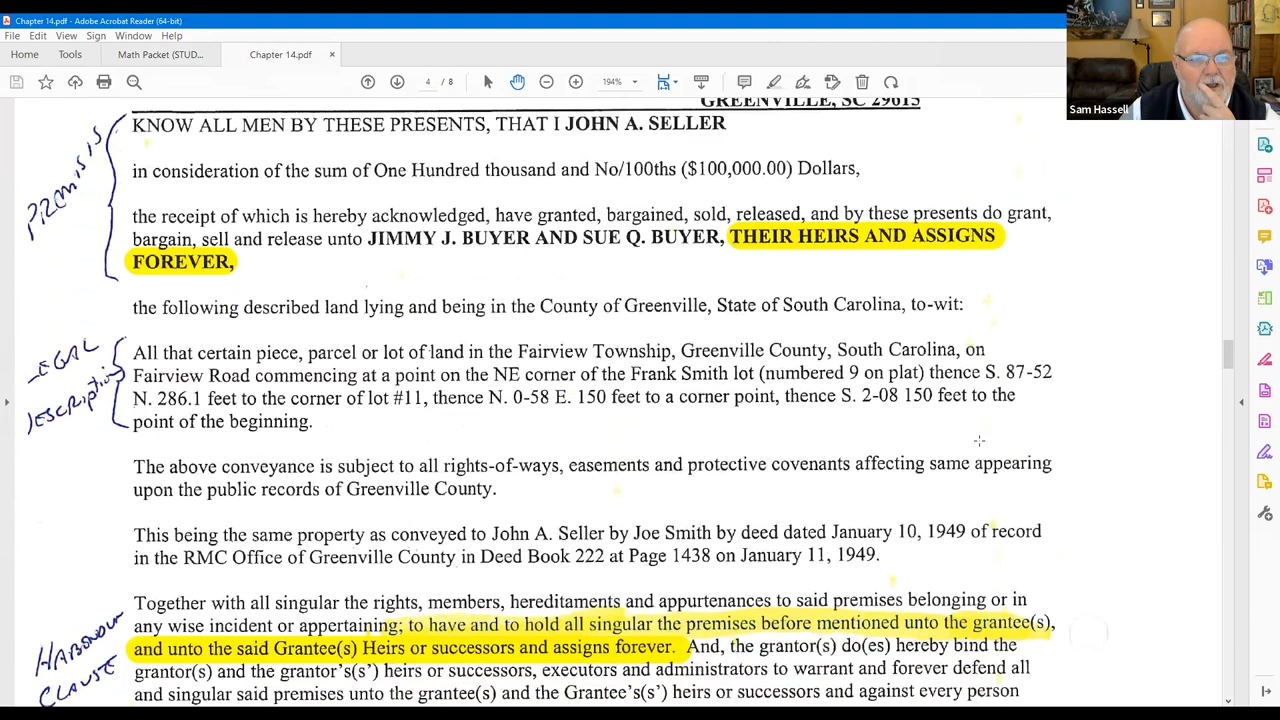 Chapter 14.pdf - Adobe Acrobat Reader (64-bit)
File Edit View Sign Window Help
Home Tools Math Packet (STUD... Chapter 14.pdf ×
4 / 8 194%
Sam Hassell
GREENVILLE, SC 29615
KNOW ALL MEN BY THESE PRESENTS, THAT I JOHN A. SELLER
in consideration of the sum of One Hundred thousand and No/100ths ($100,000.00) Dollars,
the receipt of which is hereby acknowledged, have granted, bargained, sold, released, and by these presents do grant,
bargain, sell and release unto JIMMY J. BUYER AND SUE Q. BUYER, THEIR HEIRS AND ASSIGNS
FOREVER,
PREMISIS
the following described land lying and being in the County of Greenville, State of South Carolina, to-wit:
All that certain piece, parcel or lot of land in the Fairview Township, Greenville County, South Carolina, on
Fairview Road commencing at a point on the NE corner of the Frank Smith lot (numbered 9 on plat) thence S. 87-52
N. 286.1 feet to the corner of lot #11, thence N. 0-58 E. 150 feet to a corner point, thence S. 2-08 150 feet to the
point of the beginning.
LEGAL
DESCRIPTION
The above conveyance is subject to all rights-of-ways, easements and protective covenants affecting same appearing
upon the public records of Greenville County.
This being the same property as conveyed to John A. Seller by Joe Smith by deed dated January 10, 1949 of record
in the RMC Office of Greenville County in Deed Book 222 at Page 1438 on January 11, 1949.
Together with all singular the rights, members, hereditaments and appurtenances to said premises belonging or in
any wise incident or appertaining; to have and to hold all singular the premises before mentioned unto the grantee(s),
and unto the said Grantee(s) Heirs or successors and assigns forever. And, the grantor(s) do(es) hereby bind the
grantor(s) and the grantor's(s') heirs or successors, executors and administrators to warrant and forever defend all
and singular said premises unto the grantee(s) and the Grantee's(s') heirs or successors and against every person
HABONDUM
CLAUSE